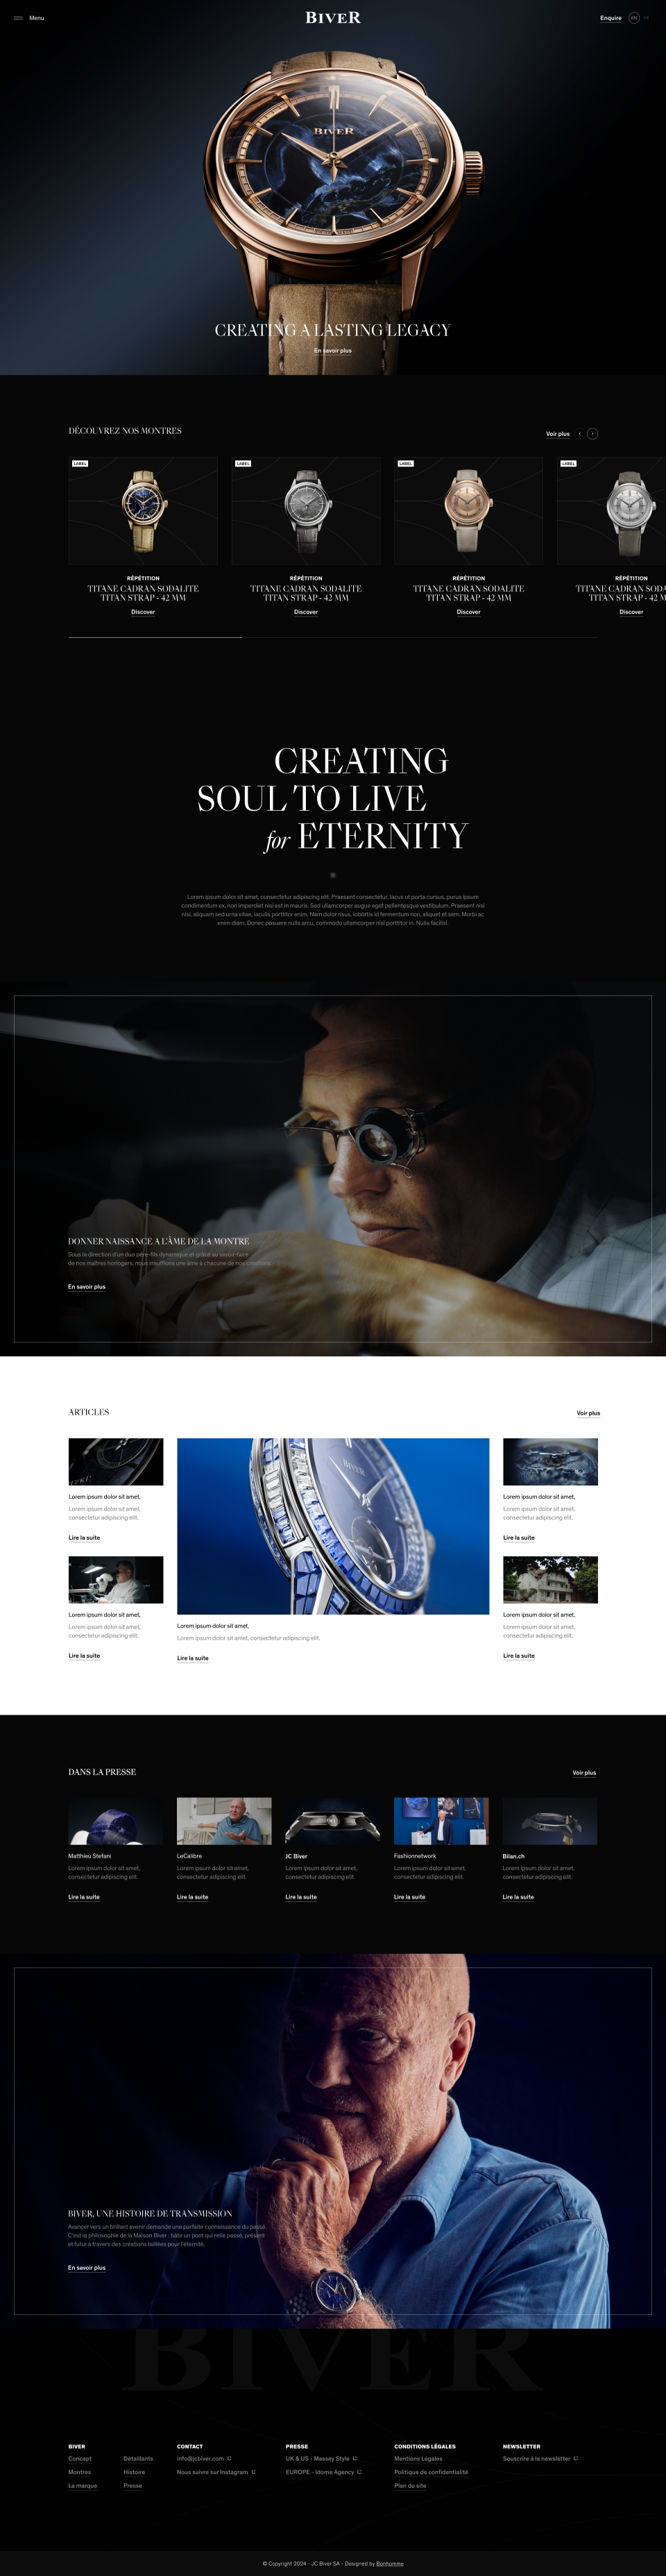 Menu
BIVER
Enquire
EN
FR
BIVER
CREATING A LASTING LEGACY
En savoir plus
DÉCOUVREZ NOS MONTRES
Voir plus
LABEL
LABEL
LABEL
LABEL
RÉPÉTITION
TITANE CADRAN SODALITE
TITAN STRAP - 42 MM
Discover
RÉPÉTITION
TITANE CADRAN SODALITE
TITAN STRAP - 42 MM
Discover
RÉPÉTITION
TITANE CADRAN SODALITE
TITAN STRAP - 42 MM
Discover
RÉPÉTITION
TITANE CADRAN SODA
TITAN STRAP - 42 M
Discover
CREATING
SOUL TO LIVE
for ETERNITY
Lorem ipsum dolor sit amet, consectetur adipiscing elit. Praesent consectetur, lacus ut porta cursus, purus ipsum
condimentum ex, non imperdiet nisi est in mauris. Sed ullamcorper augue eget pellentesque vestibulum. Praesent nisl
nisi, aliquam sed urna vitae, iaculis porttitor enim. Nam dolor risus, lobortis id fermentum non, aliquet et sem. Morbi ac
enim diam. Donec posuere nulla arcu, commodo ullamcorper nisl porttitor in. Nulla facilisi.
DONNER NAISSANCE A L'ÂME DE LA MONTRE
Sous la direction d'un duo père-fils dynamique et grâce au savoir-faire
de nos maîtres horlogers, nous insufflons une âme à chacune de nos créations.
En savoir plus
ARTICLES
Voir plus
Lorem ipsum dolor sit amet,
Lorem ipsum dolor sit amet,
consectetur adipiscing elit.
Lire la suite
Lorem ipsum dolor sit amet,
Lorem ipsum dolor sit amet,
consectetur adipiscing elit.
Lire la suite
BIVER
Lorem ipsum dolor sit amet,
Lorem ipsum dolor sit amet, consectetur adipiscing elit.
Lire la suite
Lorem ipsum dolor sit amet,
Lorem ipsum dolor sit amet,
consectetur adipiscing elit.
Lire la suite
Lorem ipsum dolor sit amet,
Lorem ipsum dolor sit amet,
consectetur adipiscing elit.
Lire la suite
DANS LA PRESSE
Voir plus
Matthieu Stefani
Lorem ipsum dolor sit amet,
consectetur adipiscing elit.
Lire la suite
LeCalibre
Lorem ipsum dolor sit amet,
consectetur adipiscing elit.
Lire la suite
JC Biver
Lorem ipsum dolor sit amet,
consectetur adipiscing elit.
Lire la suite
Fashionnetwork
Lorem ipsum dolor sit amet,
consectetur adipiscing elit.
Lire la suite
Bilan.ch
Lorem ipsum dolor sit amet,
consectetur adipiscing elit.
Lire la suite
BIVER, UNE HISTOIRE DE TRANSMISSION
Avancer vers un brillant avenir demande une parfaite connaissance du passé.
C'est la philosophie de la Maison Biver : bâtir un pont qui relie passé, présent
et futur à travers des créations taillées pour l'éternité.
En savoir plus
BIVER
BIVER
Concept
Montres
La marque
Détaillants
Histoire
Presse
CONTACT
info@jcbiver.com
Nous suivre sur Instagram
PRESSE
UK & US - Massey Style
EUROPE - Idome Agency
CONDITIONS LÉGALES
Mentions Légales
Politique de confidentialité
Plan du site
NEWSLETTER
Souscrire à la newsletter
© Copyright 2024 - JC Biver SA - Designed by Bonhomme